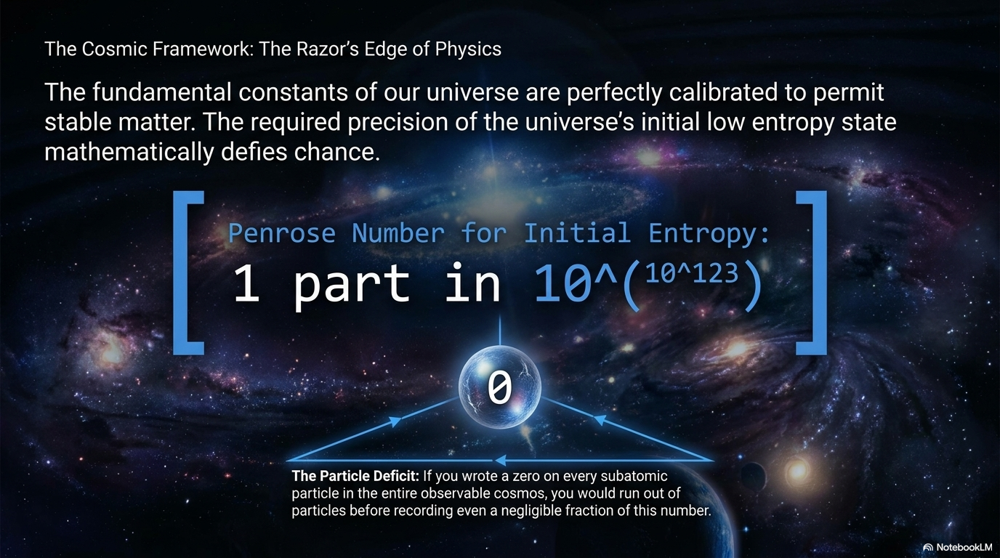 The Cosmic Framework: The Razor’s Edge of Physics
The fundamental constants of our universe are perfectly calibrated to permit
stable matter. The required precision of the universe’s initial low entropy state
mathematically defies chance.
Penrose Number for Initial Entropy:
1 part in 10^(10^123)
0
The Particle Deficit: If you wrote a zero on every subatomic
particle in the entire observable cosmos, you would run out of
particles before recording even a negligible fraction of this number.
NotebookLM